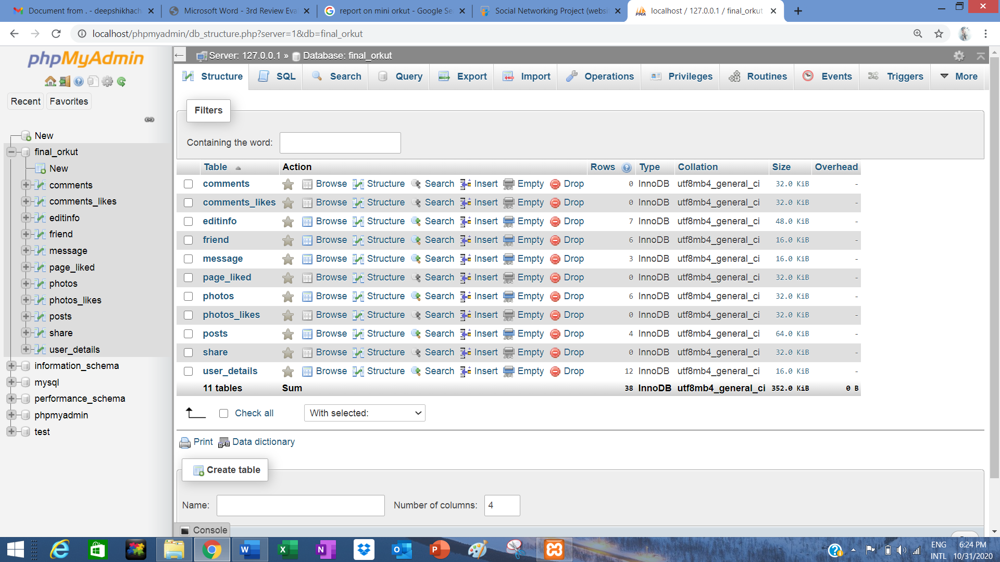 Document from . - deepshikhach
Microsoft Word - 3rd Review Eva
report on mini orkut - Google Se
Social Networking Project (websi
localhost / 127.0.0.1 / final_orkut
localhost/phpmyadmin/db_structure.php?server=1&db=final_orkut
phpMyAdmin
Recent
Favorites
New
final_orkut
New
comments
comments_likes
editinfo
friend
message
page_liked
photos
photos_likes
posts
share
user_details
information_schema
mysql
performance_schema
phpmyadmin
test
Server: 127.0.0.1 » Database: final_orkut
Structure SQL Search Query Export Import Operations Privileges Routines Events Triggers More
Filters
Containing the word:
Table Action Rows Type Collation Size Overhead
comments Browse Structure Search Insert Empty Drop 0 InnoDB utf8mb4_general_ci 32.0 KiB -
comments_likes Browse Structure Search Insert Empty Drop 0 InnoDB utf8mb4_general_ci 32.0 KiB -
editinfo Browse Structure Search Insert Empty Drop 7 InnoDB utf8mb4_general_ci 48.0 KiB -
friend Browse Structure Search Insert Empty Drop 6 InnoDB utf8mb4_general_ci 16.0 KiB -
message Browse Structure Search Insert Empty Drop 3 InnoDB utf8mb4_general_ci 16.0 KiB -
page_liked Browse Structure Search Insert Empty Drop 0 InnoDB utf8mb4_general_ci 32.0 KiB -
photos Browse Structure Search Insert Empty Drop 6 InnoDB utf8mb4_general_ci 32.0 KiB -
photos_likes Browse Structure Search Insert Empty Drop 0 InnoDB utf8mb4_general_ci 32.0 KiB -
posts Browse Structure Search Insert Empty Drop 4 InnoDB utf8mb4_general_ci 64.0 KiB -
share Browse Structure Search Insert Empty Drop 0 InnoDB utf8mb4_general_ci 32.0 KiB -
user_details Browse Structure Search Insert Empty Drop 12 InnoDB utf8mb4_general_ci 16.0 KiB -
11 tables Sum 38 InnoDB utf8mb4_general_ci 352.0 KiB 0 B
Check all With selected:
Print Data dictionary
Create table
Name: Number of columns: 4
Console
ENG 6:24 PM
INTL 10/31/2020